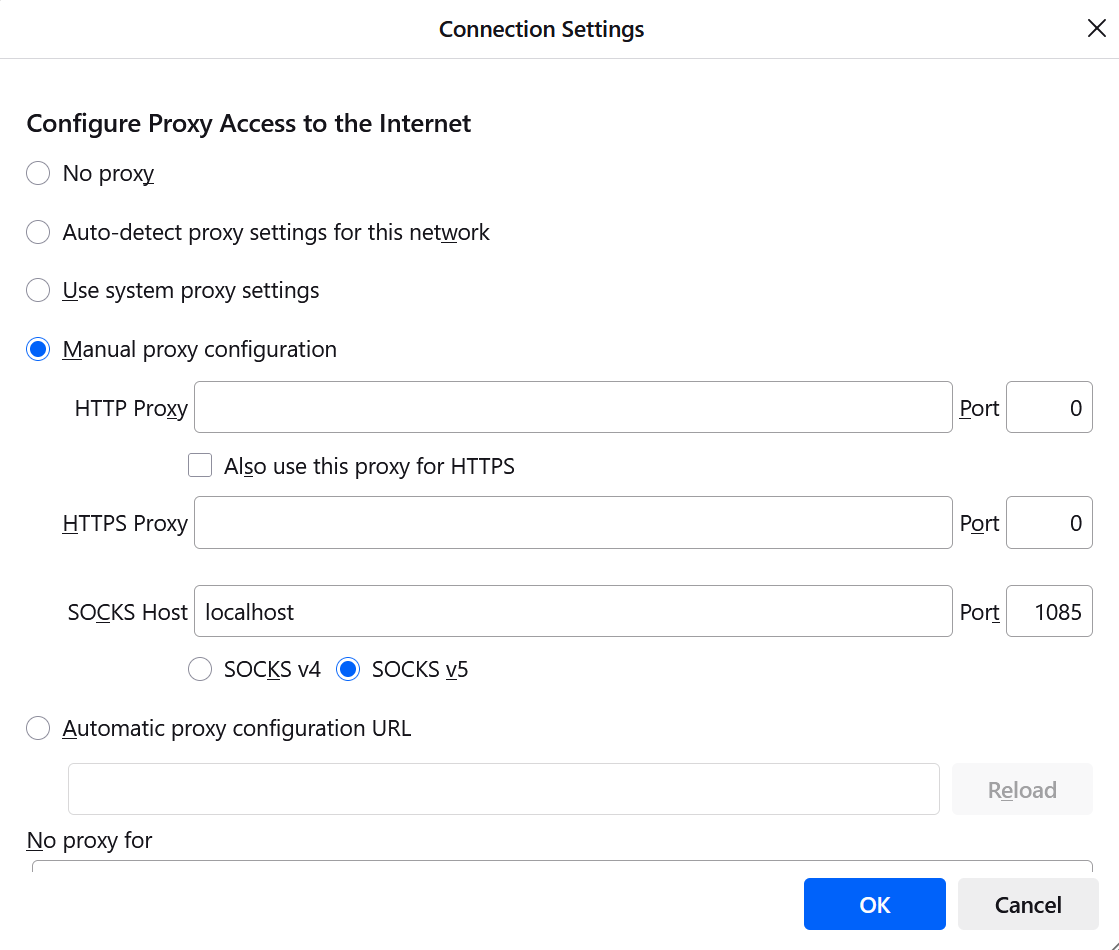 Connection Settings
Configure Proxy Access to the Internet
No proxy
Auto-detect proxy settings for this network
Use system proxy settings
Manual proxy configuration
HTTP Proxy Port 0
Also use this proxy for HTTPS
HTTPS Proxy Port 0
SOCKS Host localhost Port 1085
SOCKS v4 SOCKS v5
Automatic proxy configuration URL
Reload
No proxy for
OK Cancel